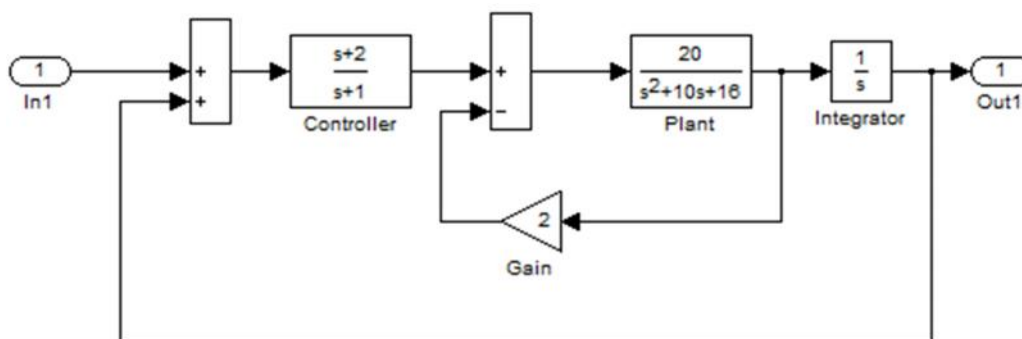 1
In1
+
+
s+2
s+1
Controller
+
−
20
s²+10s+16
Plant
1
s
Integrator
1
Out1
2
Gain